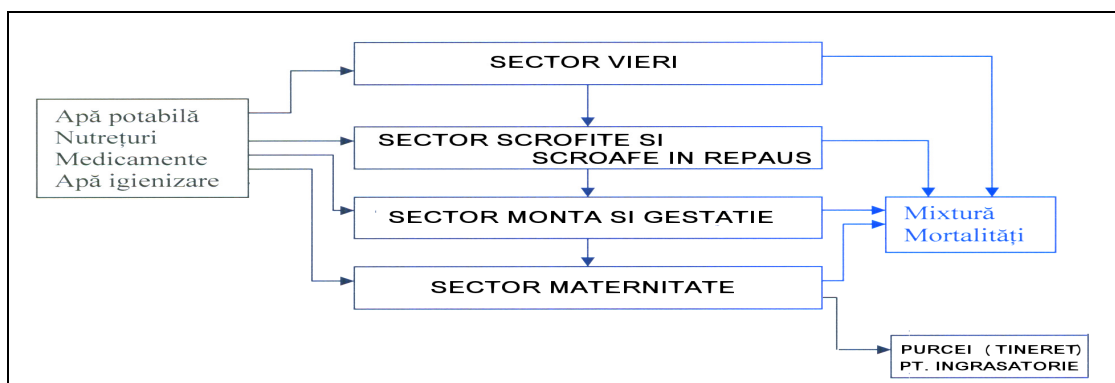 SECTOR VIERI
Apă potabilă
Nutrețuri
Medicamente
Apă igienizare
SECTOR SCROFITE SI
SCROAFE IN REPAUS
SECTOR MONTA SI GESTATIE
Mixtură
Mortalități
SECTOR MATERNITATE
PURCEI ( TINERET)
PT. INGRASATORIE